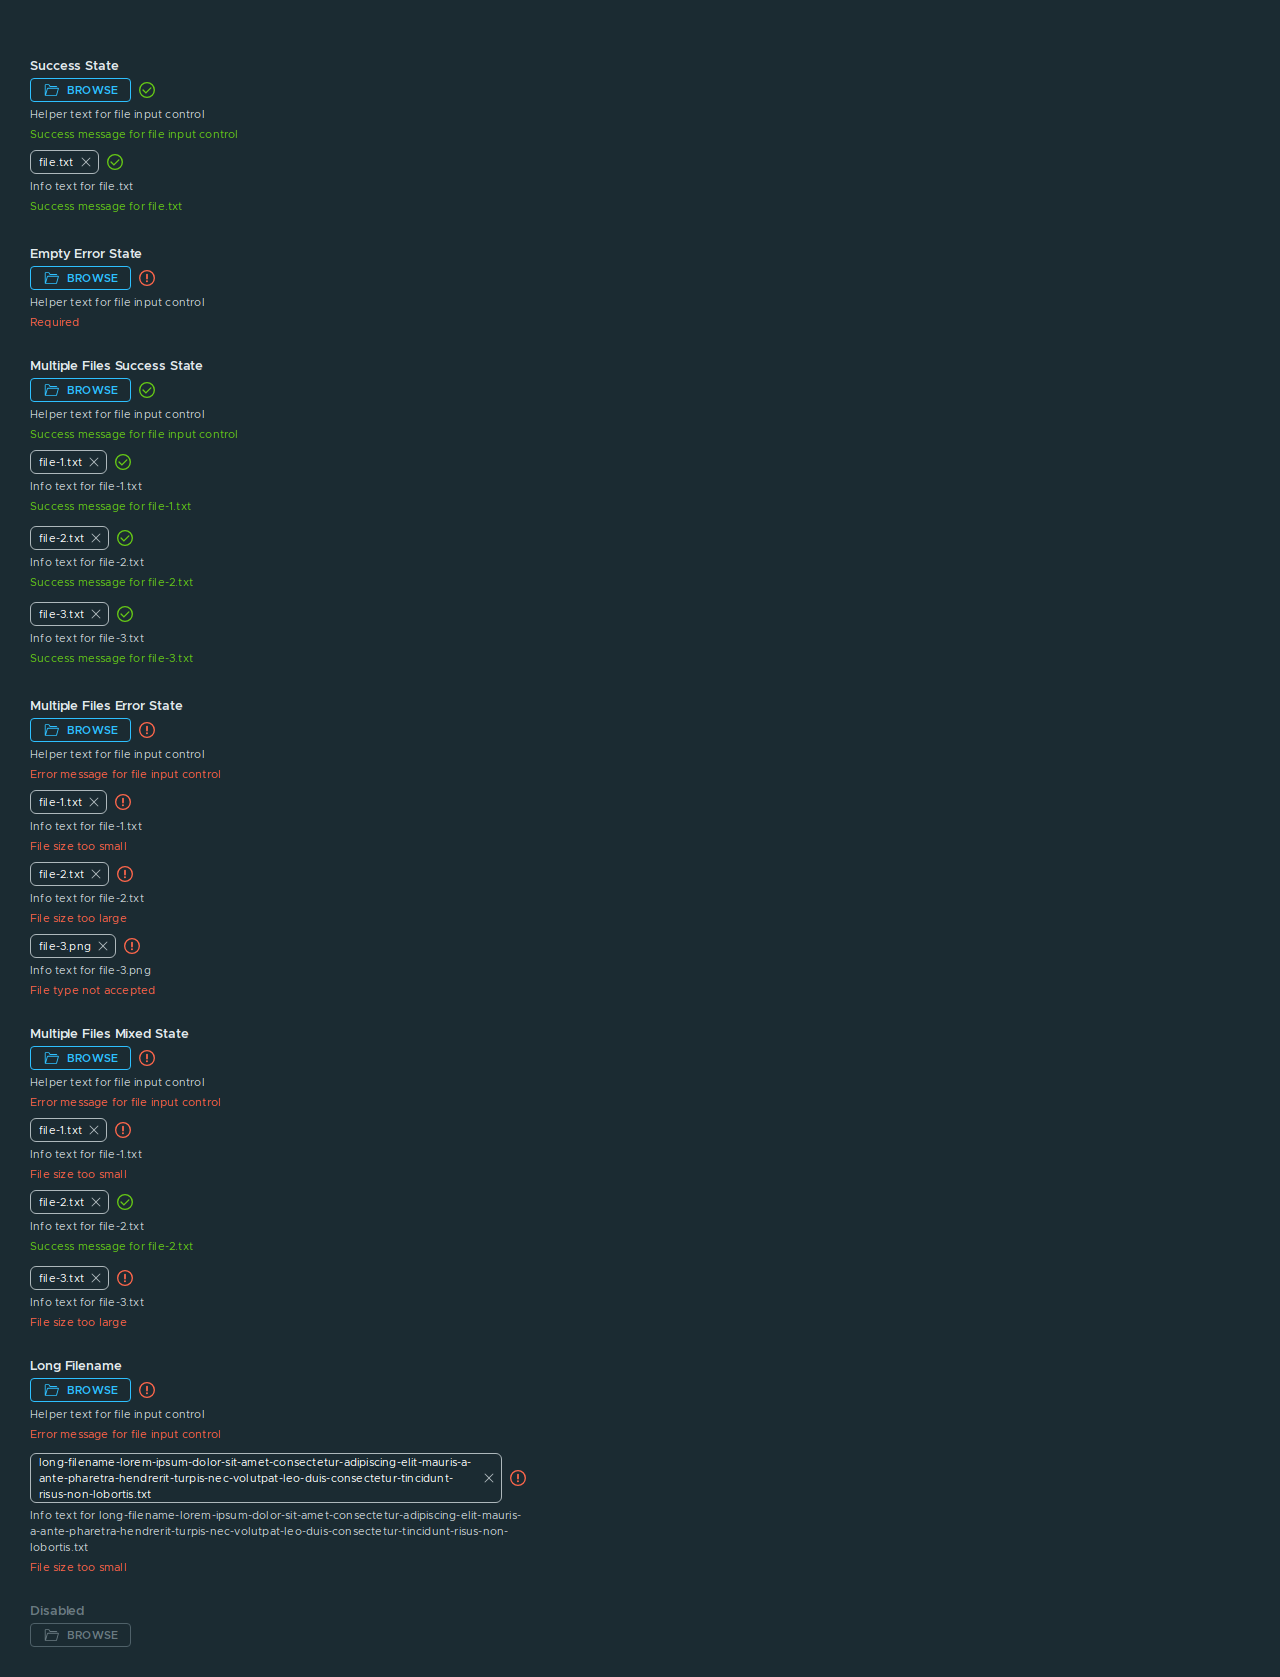 Success State
BROWSE
Helper text for file input control
Success message for file input control
file.txt
Info text for file.txt
Success message for file.txt
Empty Error State
BROWSE
Helper text for file input control
Required
Multiple Files Success State
BROWSE
Helper text for file input control
Success message for file input control
file-1.txt
Info text for file-1.txt
Success message for file-1.txt
file-2.txt
Info text for file-2.txt
Success message for file-2.txt
file-3.txt
Info text for file-3.txt
Success message for file-3.txt
Multiple Files Error State
BROWSE
Helper text for file input control
Error message for file input control
file-1.txt
Info text for file-1.txt
File size too small
file-2.txt
Info text for file-2.txt
File size too large
file-3.png
Info text for file-3.png
File type not accepted
Multiple Files Mixed State
BROWSE
Helper text for file input control
Error message for file input control
file-1.txt
Info text for file-1.txt
File size too small
file-2.txt
Info text for file-2.txt
Success message for file-2.txt
file-3.txt
Info text for file-3.txt
File size too large
Long Filename
BROWSE
Helper text for file input control
Error message for file input control
long-filename-lorem-ipsum-dolor-sit-amet-consectetur-adipiscing-elit-mauris-a-
ante-pharetra-hendrerit-turpis-nec-volutpat-leo-duis-consectetur-tincidunt-
risus-non-lobortis.txt
Info text for long-filename-lorem-ipsum-dolor-sit-amet-consectetur-adipiscing-elit-mauris-
a-ante-pharetra-hendrerit-turpis-nec-volutpat-leo-duis-consectetur-tincidunt-risus-non-
lobortis.txt
File size too small
Disabled
BROWSE